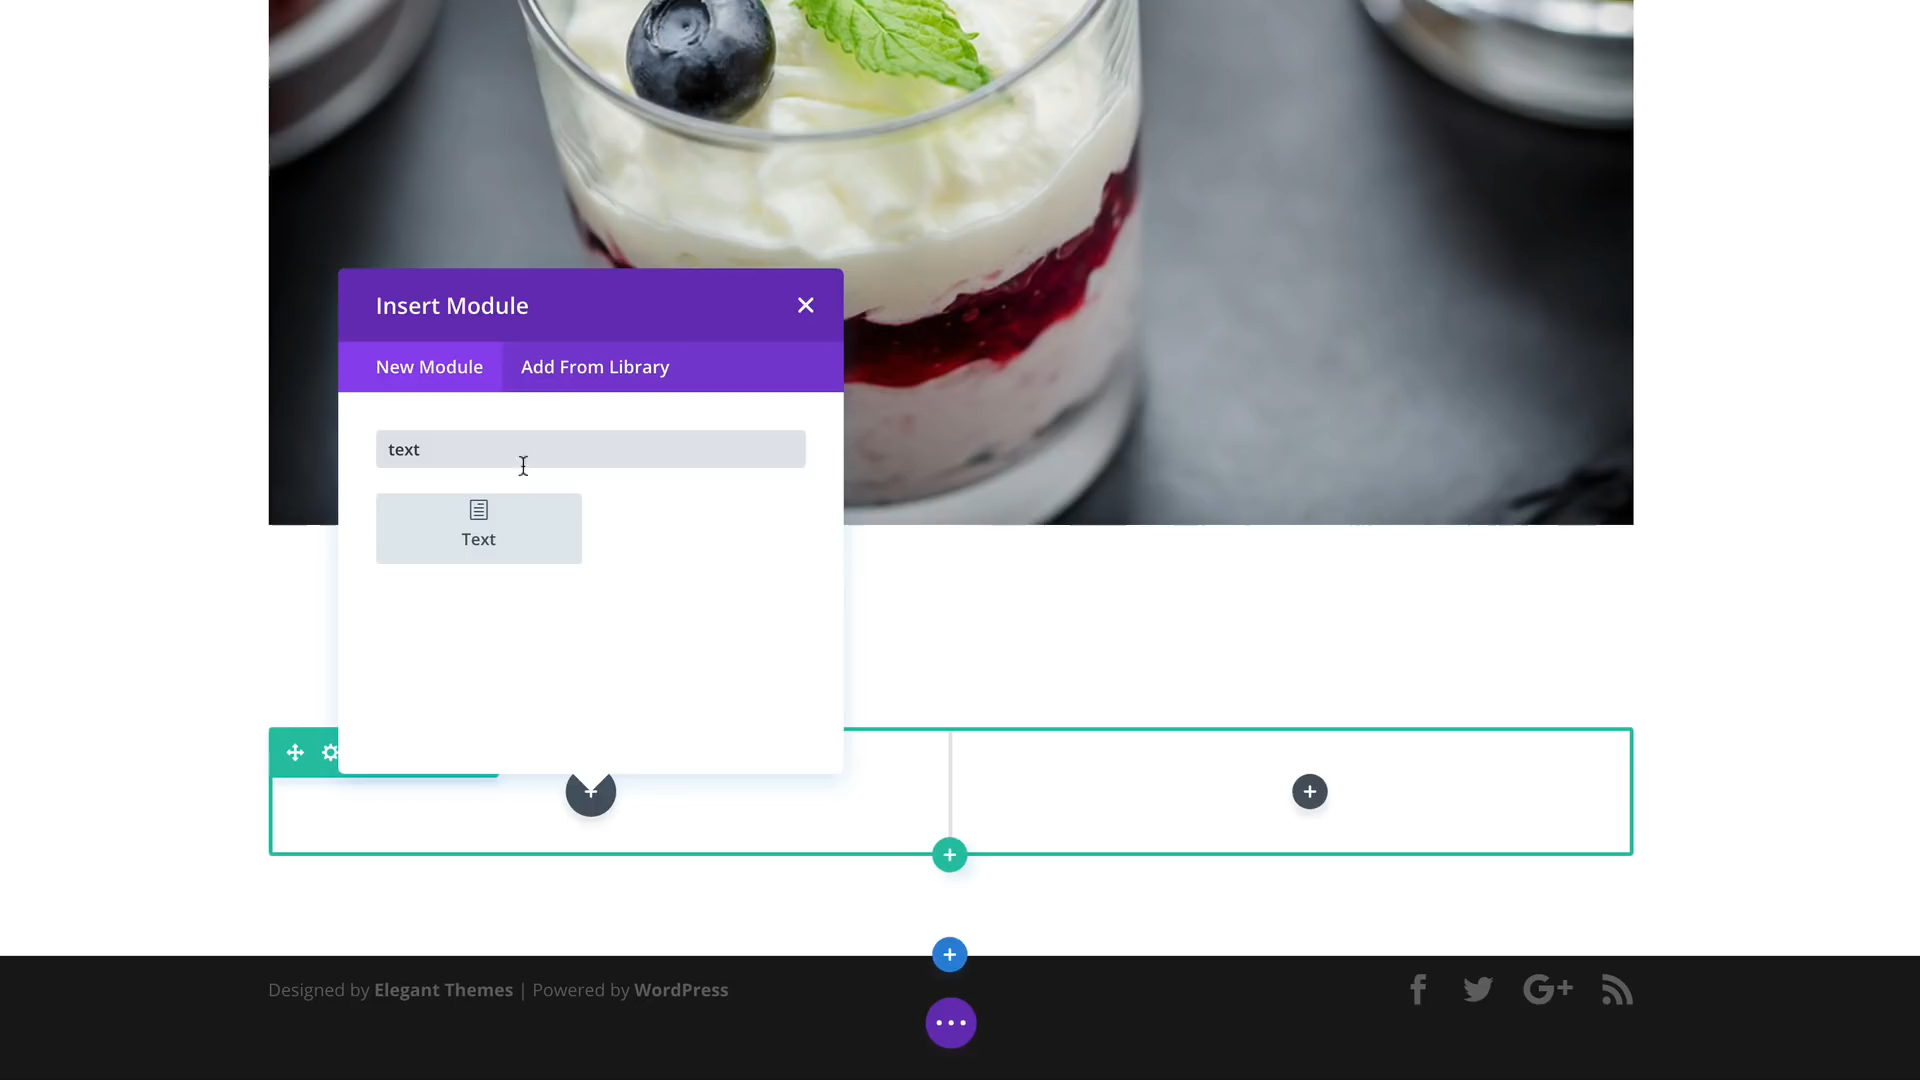 Insert Module
New Module
Add From Library
text
Text
Designed by Elegant Themes | Powered by WordPress